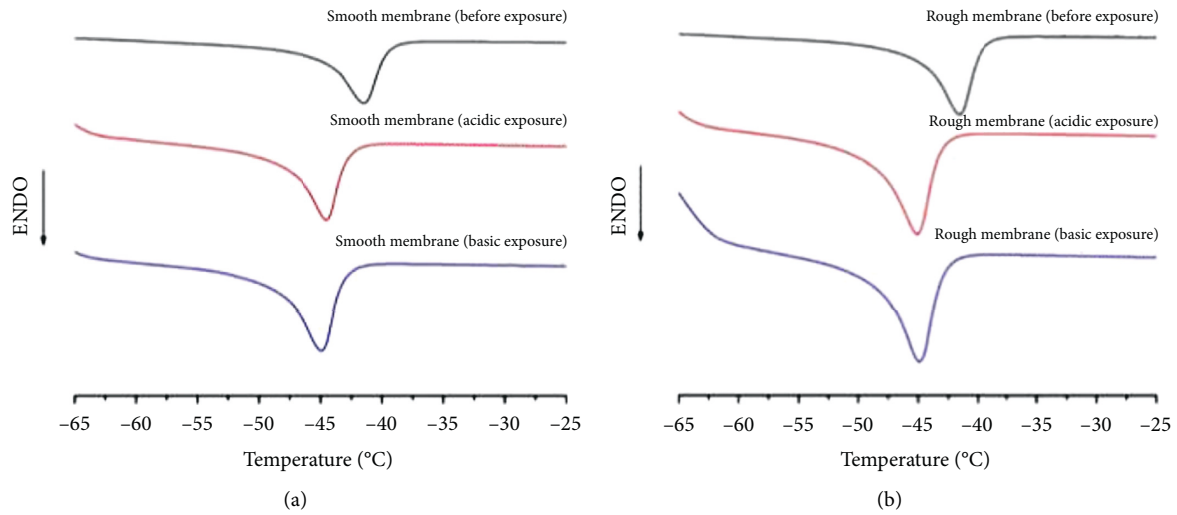 Smooth membrane (before exposure)
Smooth membrane (acidic exposure)
Smooth membrane (basic exposure)
ENDO
–65 –60 –55 –50 –45 –40 –35 –30 –25
Temperature (°C)
(a)
Rough membrane (before exposure)
Rough membrane (acidic exposure)
Rough membrane (basic exposure)
ENDO
–65 –60 –55 –50 –45 –40 –35 –30 –25
Temperature (°C)
(b)